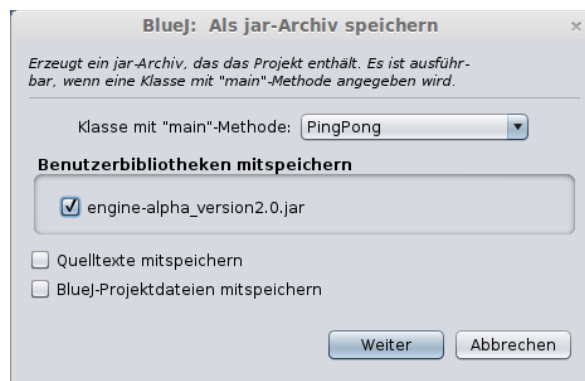 BlueJ: Als jar-Archiv speichern
Erzeugt ein jar-Archiv, das das Projekt enthält. Es ist ausführ-
bar, wenn eine Klasse mit "main"-Methode angegeben wird.
Klasse mit "main"-Methode: PingPong
Benutzerbibliotheken mitspeichern
engine-alpha_version2.0.jar
Quelltexte mitspeichern
BlueJ-Projektdateien mitspeichern
Weiter Abbrechen